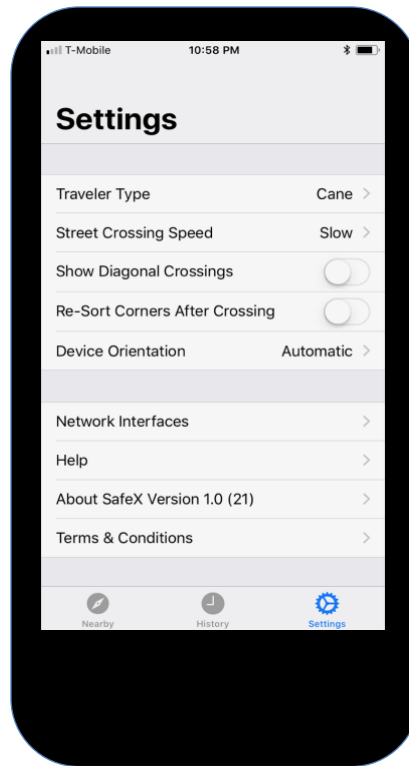 T-Mobile 10:58 PM
Settings
Traveler Type Cane
Street Crossing Speed Slow
Show Diagonal Crossings
Re-Sort Corners After Crossing
Device Orientation Automatic
Network Interfaces
Help
About SafeX Version 1.0 (21)
Terms & Conditions
Nearby History Settings